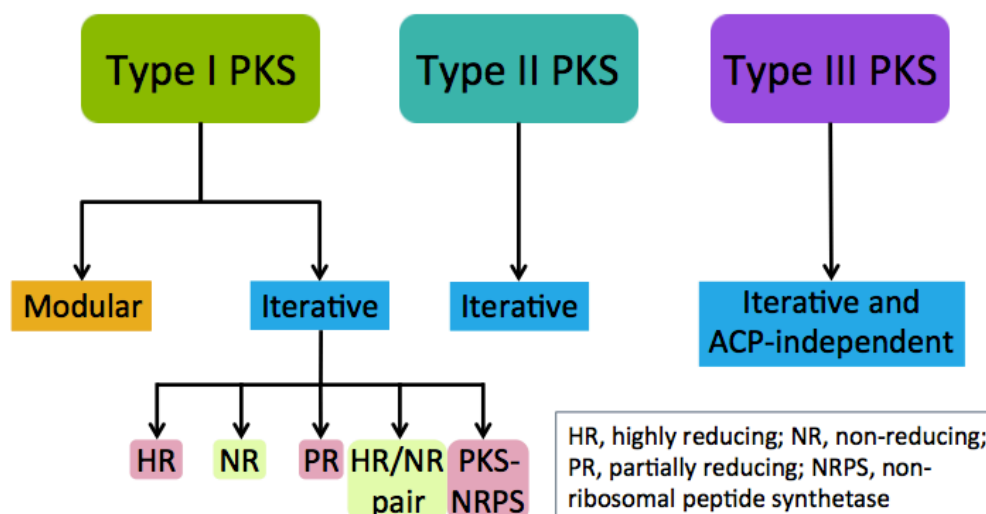 Type I PKS
Type II PKS
Type III PKS
Modular
Iterative
Iterative
Iterative and
ACP-independent
HR
NR
PR
HR/NR
pair
PKS-
NRPS
HR, highly reducing; NR, non-reducing;
PR, partially reducing; NRPS, non-
ribosomal peptide synthetase